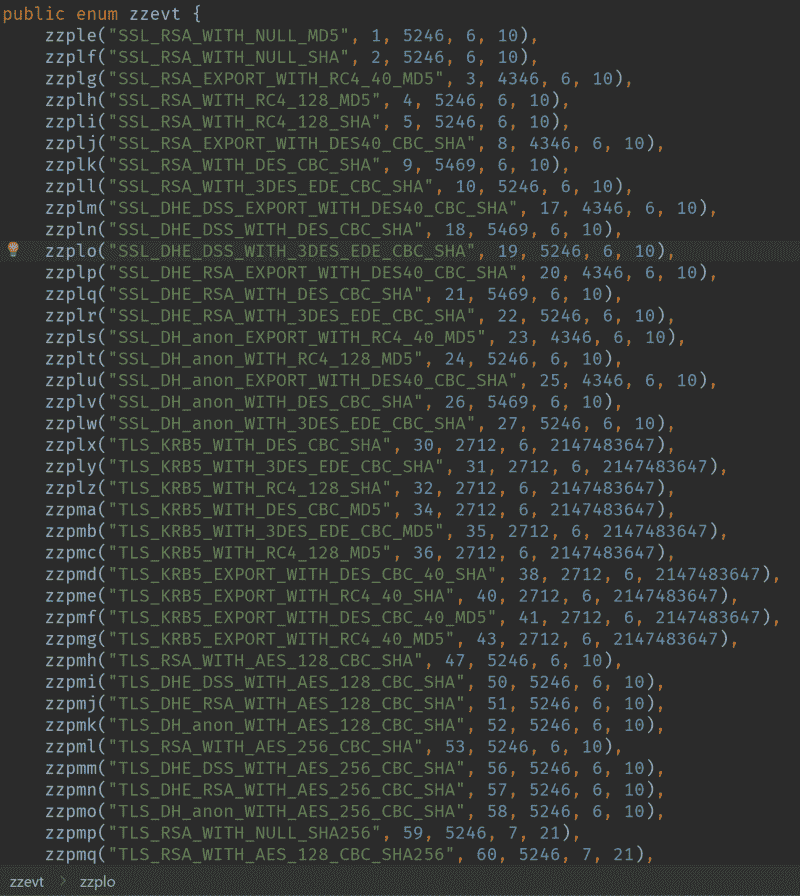 public enum zzevt {
zzple("SSL_RSA_WITH_NULL_MD5", 1, 5246, 6, 10),
zzplf("SSL_RSA_WITH_NULL_SHA", 2, 5246, 6, 10),
zzplg("SSL_RSA_EXPORT_WITH_RC4_40_MD5", 3, 4346, 6, 10),
zzplh("SSL_RSA_WITH_RC4_128_MD5", 4, 5246, 6, 10),
zzpli("SSL_RSA_WITH_RC4_128_SHA", 5, 5246, 6, 10),
zzplj("SSL_RSA_EXPORT_WITH_DES40_CBC_SHA", 8, 4346, 6, 10),
zzplk("SSL_RSA_WITH_DES_CBC_SHA", 9, 5469, 6, 10),
zzpll("SSL_RSA_WITH_3DES_EDE_CBC_SHA", 10, 5246, 6, 10),
zzplm("SSL_DHE_DSS_EXPORT_WITH_DES40_CBC_SHA", 17, 4346, 6, 10),
zzpln("SSL_DHE_DSS_WITH_DES_CBC_SHA", 18, 5469, 6, 10),
zzplo("SSL_DHE_DSS_WITH_3DES_EDE_CBC_SHA", 19, 5246, 6, 10),
zzplp("SSL_DHE_RSA_EXPORT_WITH_DES40_CBC_SHA", 20, 4346, 6, 10),
zzplq("SSL_DHE_RSA_WITH_DES_CBC_SHA", 21, 5469, 6, 10),
zzplr("SSL_DHE_RSA_WITH_3DES_EDE_CBC_SHA", 22, 5246, 6, 10),
zzpls("SSL_DH_anon_EXPORT_WITH_RC4_40_MD5", 23, 4346, 6, 10),
zzplt("SSL_DH_anon_WITH_RC4_128_MD5", 24, 5246, 6, 10),
zzplu("SSL_DH_anon_EXPORT_WITH_DES40_CBC_SHA", 25, 4346, 6, 10),
zzplv("SSL_DH_anon_WITH_DES_CBC_SHA", 26, 5469, 6, 10),
zzplw("SSL_DH_anon_WITH_3DES_EDE_CBC_SHA", 27, 5246, 6, 10),
zzplx("TLS_KRB5_WITH_DES_CBC_SHA", 30, 2712, 6, 2147483647),
zzply("TLS_KRB5_WITH_3DES_EDE_CBC_SHA", 31, 2712, 6, 2147483647),
zzplz("TLS_KRB5_WITH_RC4_128_SHA", 32, 2712, 6, 2147483647),
zzpma("TLS_KRB5_WITH_DES_CBC_MD5", 34, 2712, 6, 2147483647),
zzpmb("TLS_KRB5_WITH_3DES_EDE_CBC_MD5", 35, 2712, 6, 2147483647),
zzpmc("TLS_KRB5_WITH_RC4_128_MD5", 36, 2712, 6, 2147483647),
zzpmd("TLS_KRB5_EXPORT_WITH_DES_CBC_40_SHA", 38, 2712, 6, 2147483647),
zzpme("TLS_KRB5_EXPORT_WITH_RC4_40_SHA", 40, 2712, 6, 2147483647),
zzpmf("TLS_KRB5_EXPORT_WITH_DES_CBC_40_MD5", 41, 2712, 6, 2147483647),
zzpmg("TLS_KRB5_EXPORT_WITH_RC4_40_MD5", 43, 2712, 6, 2147483647),
zzpmh("TLS_RSA_WITH_AES_128_CBC_SHA", 47, 5246, 6, 10),
zzpmi("TLS_DHE_DSS_WITH_AES_128_CBC_SHA", 50, 5246, 6, 10),
zzpmj("TLS_DHE_RSA_WITH_AES_128_CBC_SHA", 51, 5246, 6, 10),
zzpmk("TLS_DH_anon_WITH_AES_128_CBC_SHA", 52, 5246, 6, 10),
zzpml("TLS_RSA_WITH_AES_256_CBC_SHA", 53, 5246, 6, 10),
zzpmm("TLS_DHE_DSS_WITH_AES_256_CBC_SHA", 56, 5246, 6, 10),
zzpmn("TLS_DHE_RSA_WITH_AES_256_CBC_SHA", 57, 5246, 6, 10),
zzpmo("TLS_DH_anon_WITH_AES_256_CBC_SHA", 58, 5246, 6, 10),
zzpmp("TLS_RSA_WITH_NULL_SHA256", 59, 5246, 7, 21),
zzpmq("TLS_RSA_WITH_AES_128_CBC_SHA256", 60, 5246, 7, 21),
zzevt > zzplo